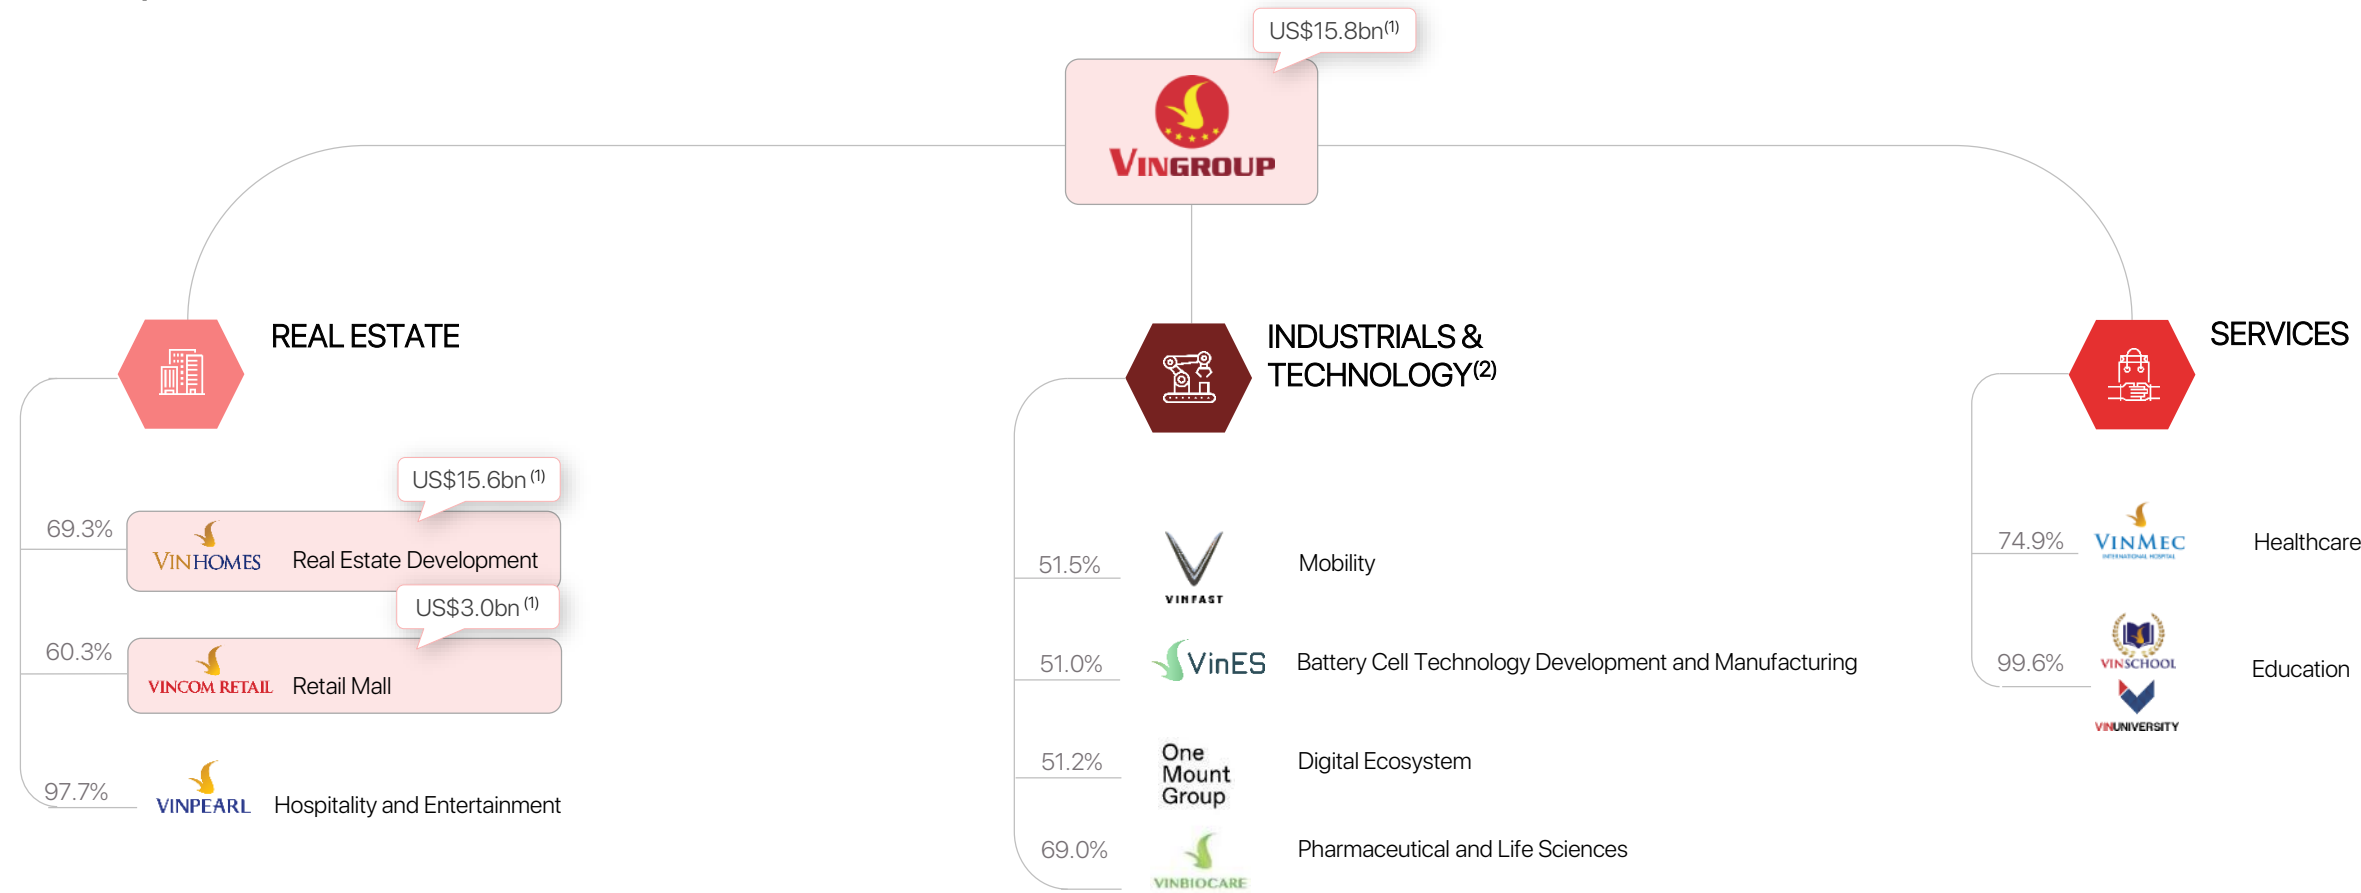 US$15.8bn(1)
VINGROUP
REAL ESTATE
US$15.6bn (1)
69.3%
VINHOMES
Real Estate Development
US$3.0bn (1)
60.3%
VINCOM RETAIL
Retail Mall
97.7%
VINPEARL
Hospitality and Entertainment
INDUSTRIALS &
TECHNOLOGY(2)
51.5%
VINFAST
Mobility
51.0%
VinES
Battery Cell Technology Development and Manufacturing
51.2%
One
Mount
Group
Digital Ecosystem
69.0%
VINBIOCARE
Pharmaceutical and Life Sciences
SERVICES
74.9%
VINMEC
INTERNATIONAL HOSPITAL
Healthcare
99.6%
VINSCHOOL
VINUNIVERSITY
Education